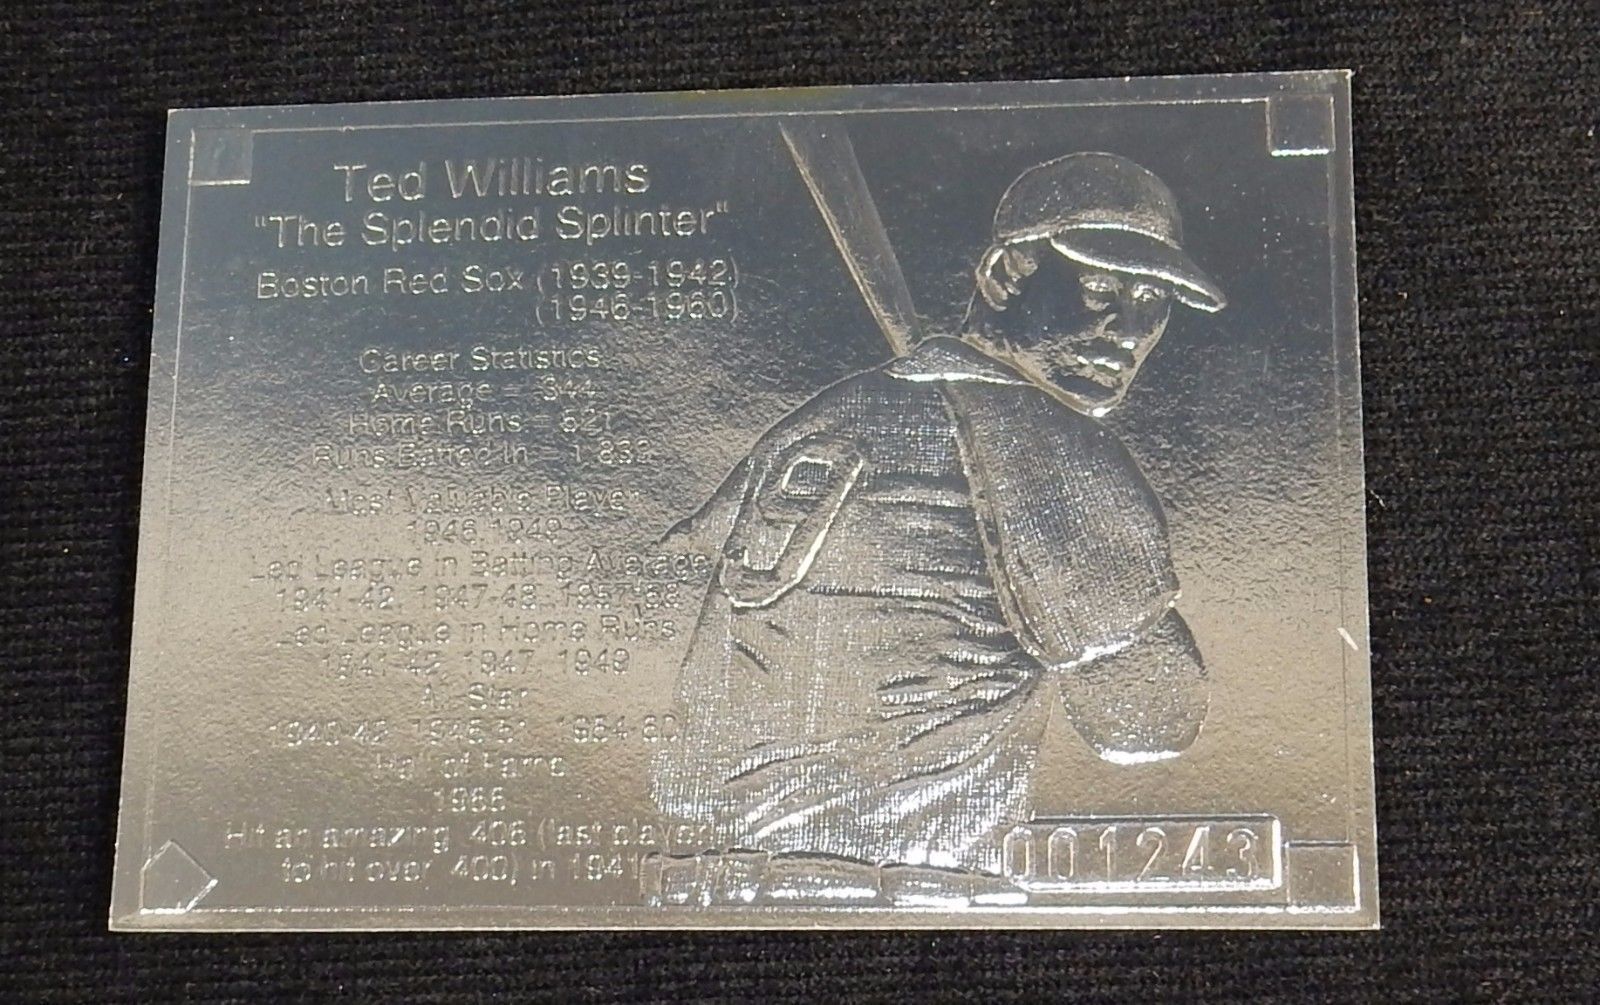 Ted Williams
"The Splendid Splinter"
Boston Red Sox (1939-1942)
(1946-1960)
Career Statistics
Average = .344
Home Runs = 521
Runs Batted In = 1,839
Most Valuable Player
1946, 1949
Led League in Batting Average
1941-42, 1947-48, 1957-58
Led League in Home Runs
1941-42, 1947, 1949
All Star
1940-42, 1946-51, 1954-60
Hall of Fame
1966
Hit an amazing .406 (last player
to hit over .400) in 1941
9
001243